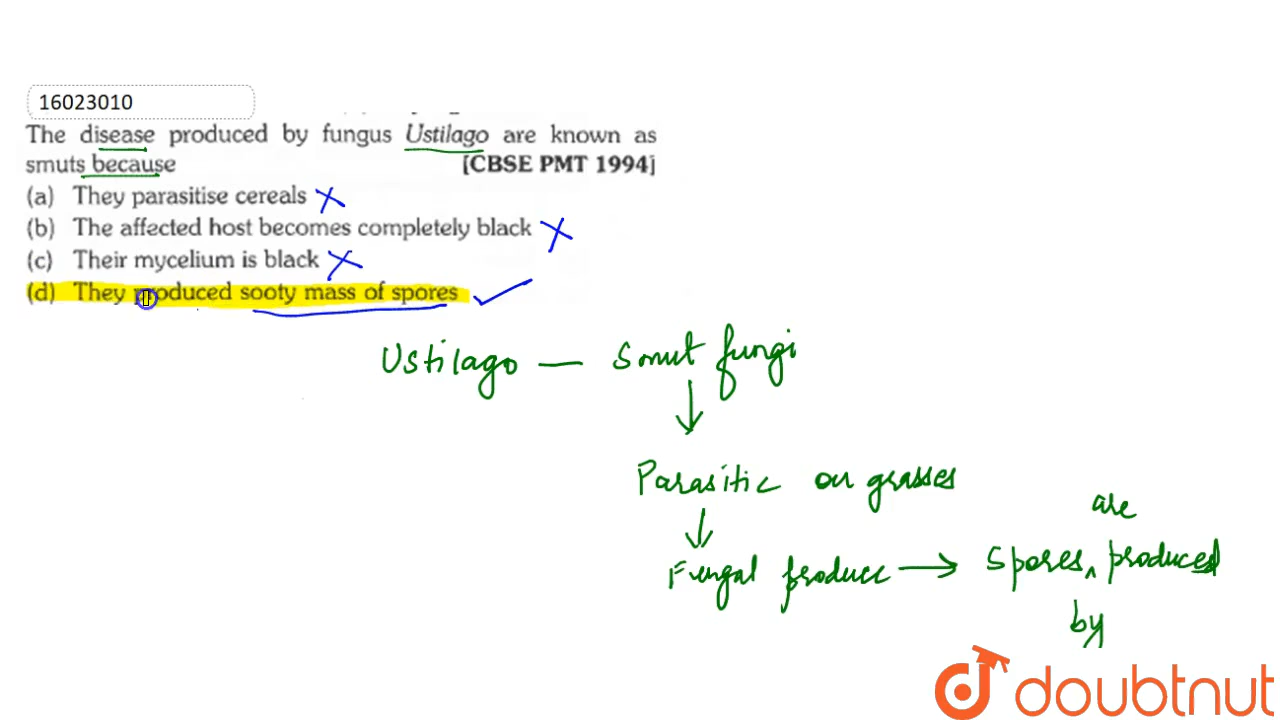 16023010
The disease produced by fungus Ustilago are known as
smuts because [CBSE PMT 1994]
(a) They parasitise cereals
(b) The affected host becomes completely black
(c) Their mycelium is black
(d) They produced sooty mass of spores
Ustilago — Smut fungi
Parasitic on grasses
are
Fungal produce → Spores ^ produced
by
doubtnut